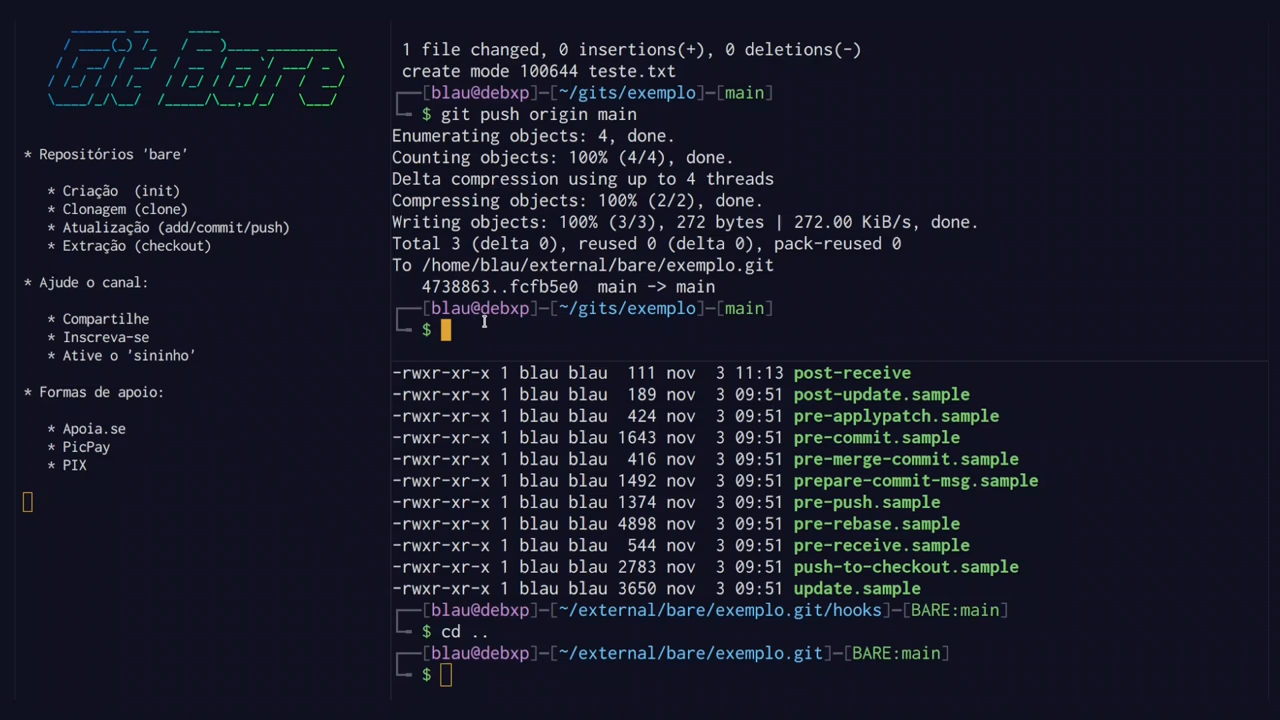 Git Bare
* Repositórios 'bare'
* Criação (init)
* Clonagem (clone)
* Atualização (add/commit/push)
* Extração (checkout)
* Ajude o canal:
* Compartilhe
* Inscreva-se
* Ative o 'sininho'
* Formas de apoio:
* Apoia.se
* PicPay
* PIX
1 file changed, 0 insertions(+), 0 deletions(-)
create mode 100644 teste.txt
[blau@debxp]-[~/gits/exemplo]-[main]
$ git push origin main
Enumerating objects: 4, done.
Counting objects: 100% (4/4), done.
Delta compression using up to 4 threads
Compressing objects: 100% (2/2), done.
Writing objects: 100% (3/3), 272 bytes | 272.00 KiB/s, done.
Total 3 (delta 0), reused 0 (delta 0), pack-reused 0
To /home/blau/external/bare/exemplo.git
4738863..fcfb5e0 main -> main
[blau@debxp]-[~/gits/exemplo]-[main]
$
-rwxr-xr-x 1 blau blau 111 nov 3 11:13 post-receive
-rwxr-xr-x 1 blau blau 189 nov 3 09:51 post-update.sample
-rwxr-xr-x 1 blau blau 424 nov 3 09:51 pre-applypatch.sample
-rwxr-xr-x 1 blau blau 1643 nov 3 09:51 pre-commit.sample
-rwxr-xr-x 1 blau blau 416 nov 3 09:51 pre-merge-commit.sample
-rwxr-xr-x 1 blau blau 1492 nov 3 09:51 prepare-commit-msg.sample
-rwxr-xr-x 1 blau blau 1374 nov 3 09:51 pre-push.sample
-rwxr-xr-x 1 blau blau 4898 nov 3 09:51 pre-rebase.sample
-rwxr-xr-x 1 blau blau 544 nov 3 09:51 pre-receive.sample
-rwxr-xr-x 1 blau blau 2783 nov 3 09:51 push-to-checkout.sample
-rwxr-xr-x 1 blau blau 3650 nov 3 09:51 update.sample
[blau@debxp]-[~/external/bare/exemplo.git/hooks]-[BARE:main]
$ cd ..
[blau@debxp]-[~/external/bare/exemplo.git]-[BARE:main]
$